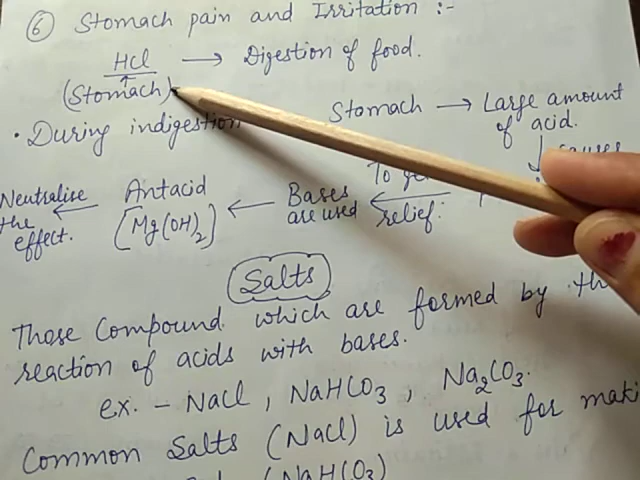 ⑥ Stomach pain and Irritation :-
HCl → Digestion of food.
↑
(Stomach)
• During indigestion Stomach → Large amount of acid.
↓ causes
To
relief.
← Bases are used
← Antacid [Mg(OH)₂]
← Neutralise the effect.
Salts
Those Compound which are formed by
reaction of acids with bases.
ex. - NaCl, NaHCO₃, Na₂CO₃.
Common Salts (NaCl) is used for
(NaHCO₃)